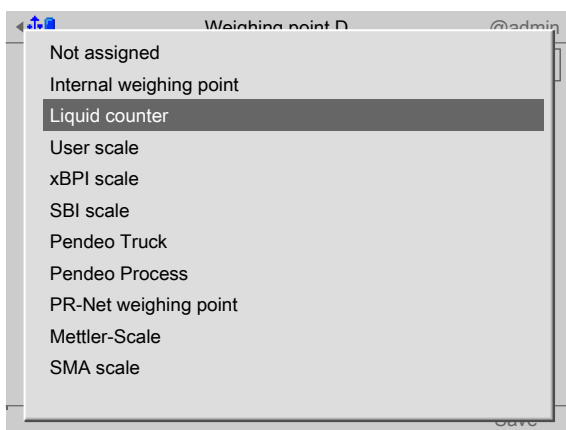 Weighing point D
@admin
Not assigned
Internal weighing point
Liquid counter
User scale
xBPI scale
SBI scale
Pendeo Truck
Pendeo Process
PR-Net weighing point
Mettler-Scale
SMA scale
Save